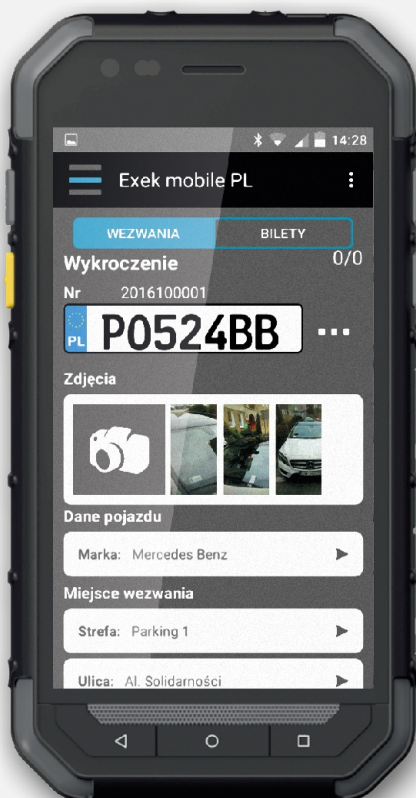 14:28
Exek mobile PL
WEZWANIA BILETY
Wykroczenie 0/0
Nr 2016100001
PL PO524BB
Zdjęcia
Dane pojazdu
Marka: Mercedes Benz
Miejsce wezwania
Strefa: Parking 1
Ulica: Al. Solidarności